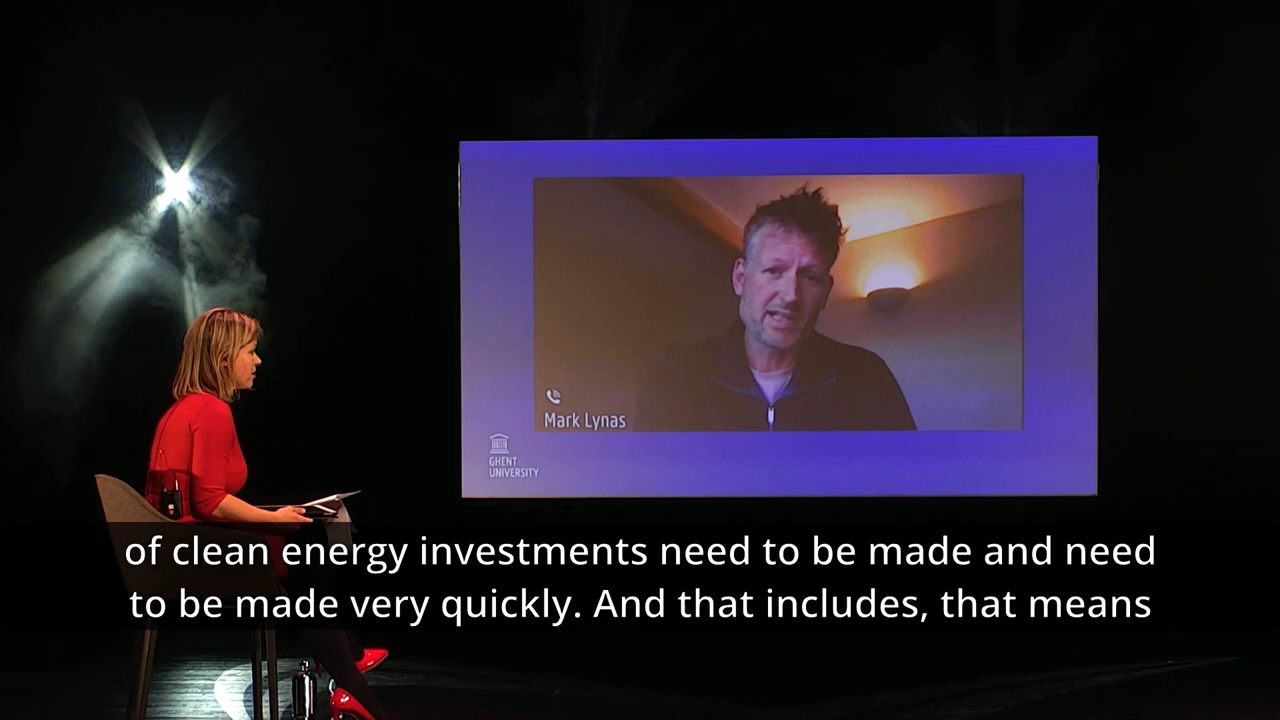 Mark Lynas
GHENT
UNIVERSITY
of clean energy investments need to be made and need
to be made very quickly. And that includes, that means